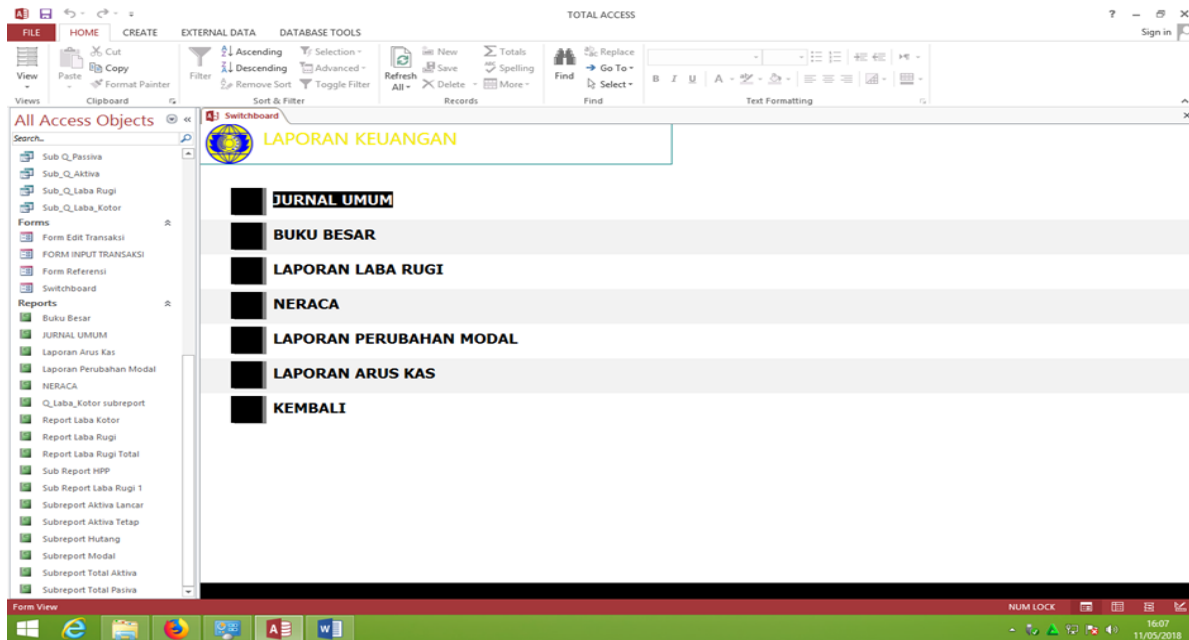 TOTAL ACCESS
FILE HOME CREATE EXTERNAL DATA DATABASE TOOLS Sign in
View Paste Cut Copy Format Painter
Filter Ascending Descending Remove Sort Selection Advanced Toggle Filter
Refresh All New Save Delete Totals Spelling More
Find Replace Go To Select
B I U A
Views Clipboard Sort & Filter Records Find Text Formatting
All Access Objects
Search...
Sub Q_Passiva
Sub_Q_Aktiva
Sub_Q_Laba Rugi
Sub_Q_Laba_Kotor
Forms
Form Edit Transaksi
FORM INPUT TRANSAKSI
Form Referensi
Switchboard
Reports
Buku Besar
JURNAL UMUM
Laporan Arus Kas
Laporan Perubahan Modal
NERACA
Q_Laba_Kotor subreport
Report Laba Kotor
Report Laba Rugi
Report Laba Rugi Total
Sub Report HPP
Sub Report Laba Rugi 1
Subreport Aktiva Lancar
Subreport Aktiva Tetap
Subreport Hutang
Subreport Modal
Subreport Total Aktiva
Subreport Total Pasiva
Switchboard
LAPORAN KEUANGAN
JURNAL UMUM
BUKU BESAR
LAPORAN LABA RUGI
NERACA
LAPORAN PERUBAHAN MODAL
LAPORAN ARUS KAS
KEMBALI
Form View NUM LOCK
16:07
11/05/2018